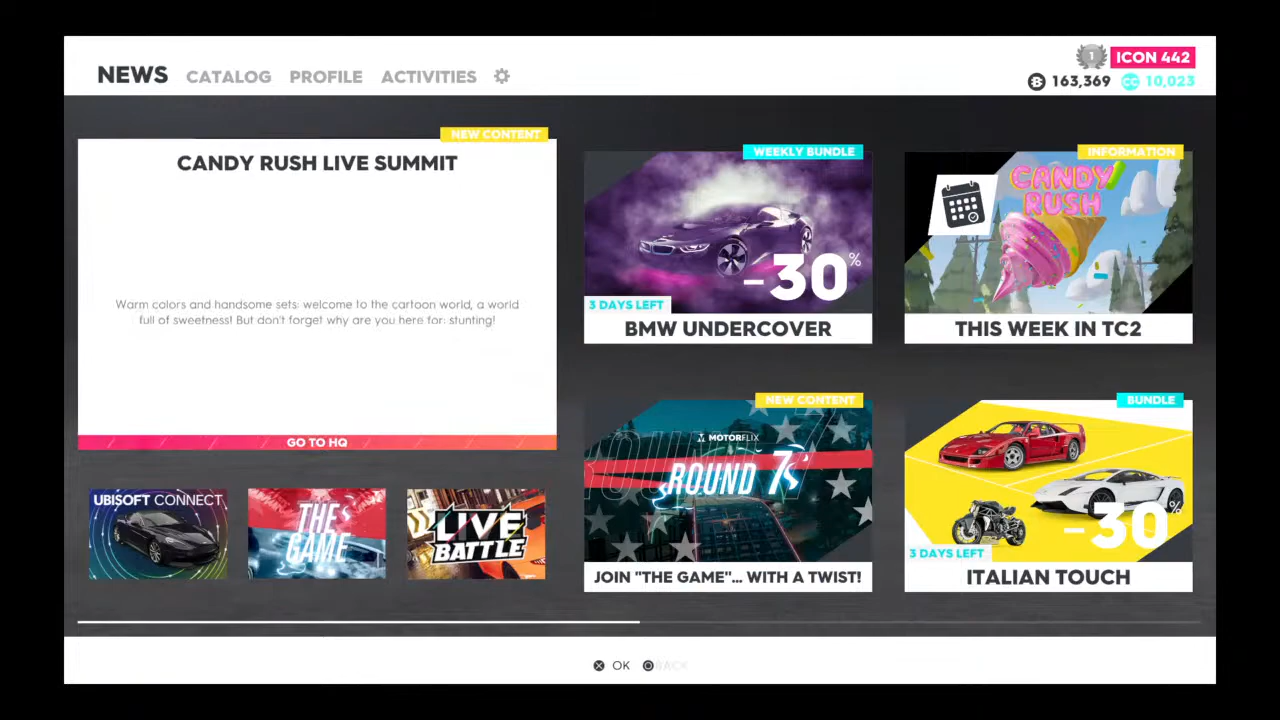 NEWS CATALOG PROFILE ACTIVITIES
1 ICON 442
163,369 CC 10,023
NEW CONTENT
CANDY RUSH LIVE SUMMIT
Warm colors and handsome sets: welcome to the cartoon world, a world
full of sweetness! But don't forget why are you here for: stunting!
GO TO HQ
WEEKLY BUNDLE
-30%
3 DAYS LEFT
BMW UNDERCOVER
INFORMATION
CANDY
RUSH
THIS WEEK IN TC2
UBISOFT CONNECT
THE
GAME
LIVE
BATTLE
NEW CONTENT
MOTORFLIX
ROUND 7
JOIN "THE GAME"... WITH A TWIST!
BUNDLE
-30%
3 DAYS LEFT
ITALIAN TOUCH
OK BACK